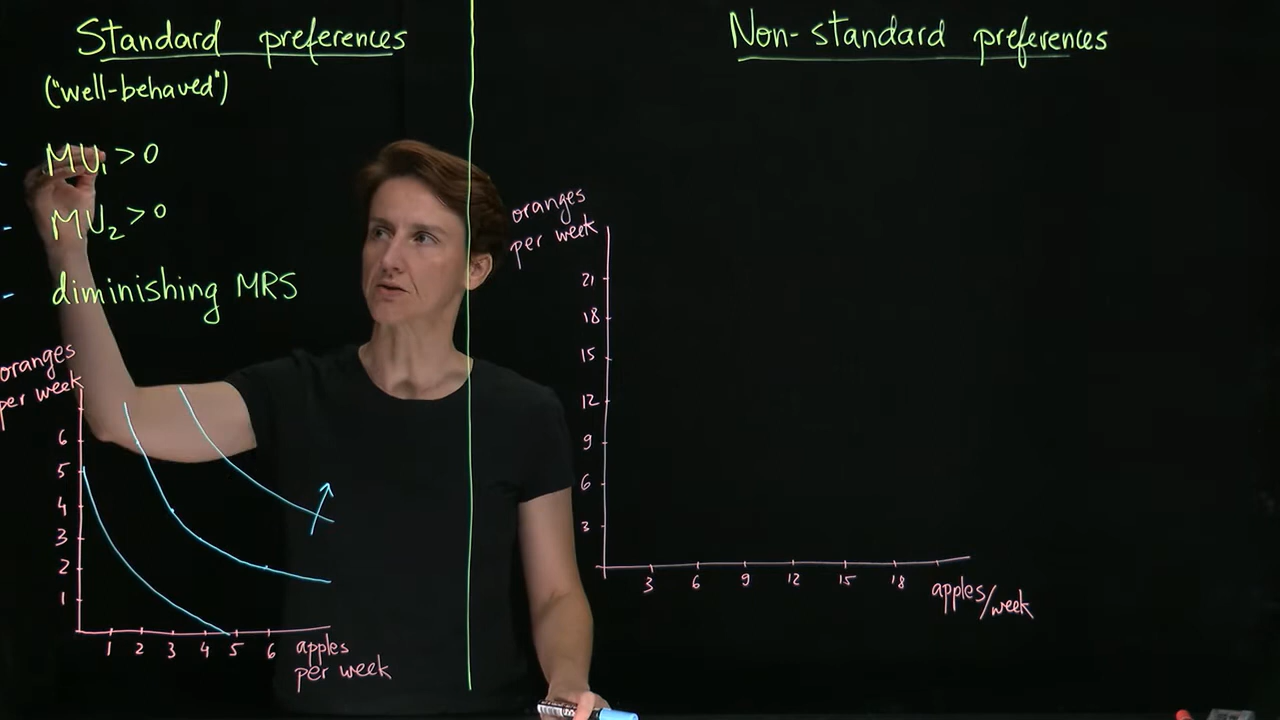 Standard preferences
("well-behaved")
- MU₁ > 0
- MU₂ > 0
- diminishing MRS
oranges
per week
6
5
4
3
2
1
1 2 3 4 5 6
apples
per week
Non-standard preferences
oranges
per week
21
18
15
12
9
6
3
3 6 9 12 15 18
apples/week